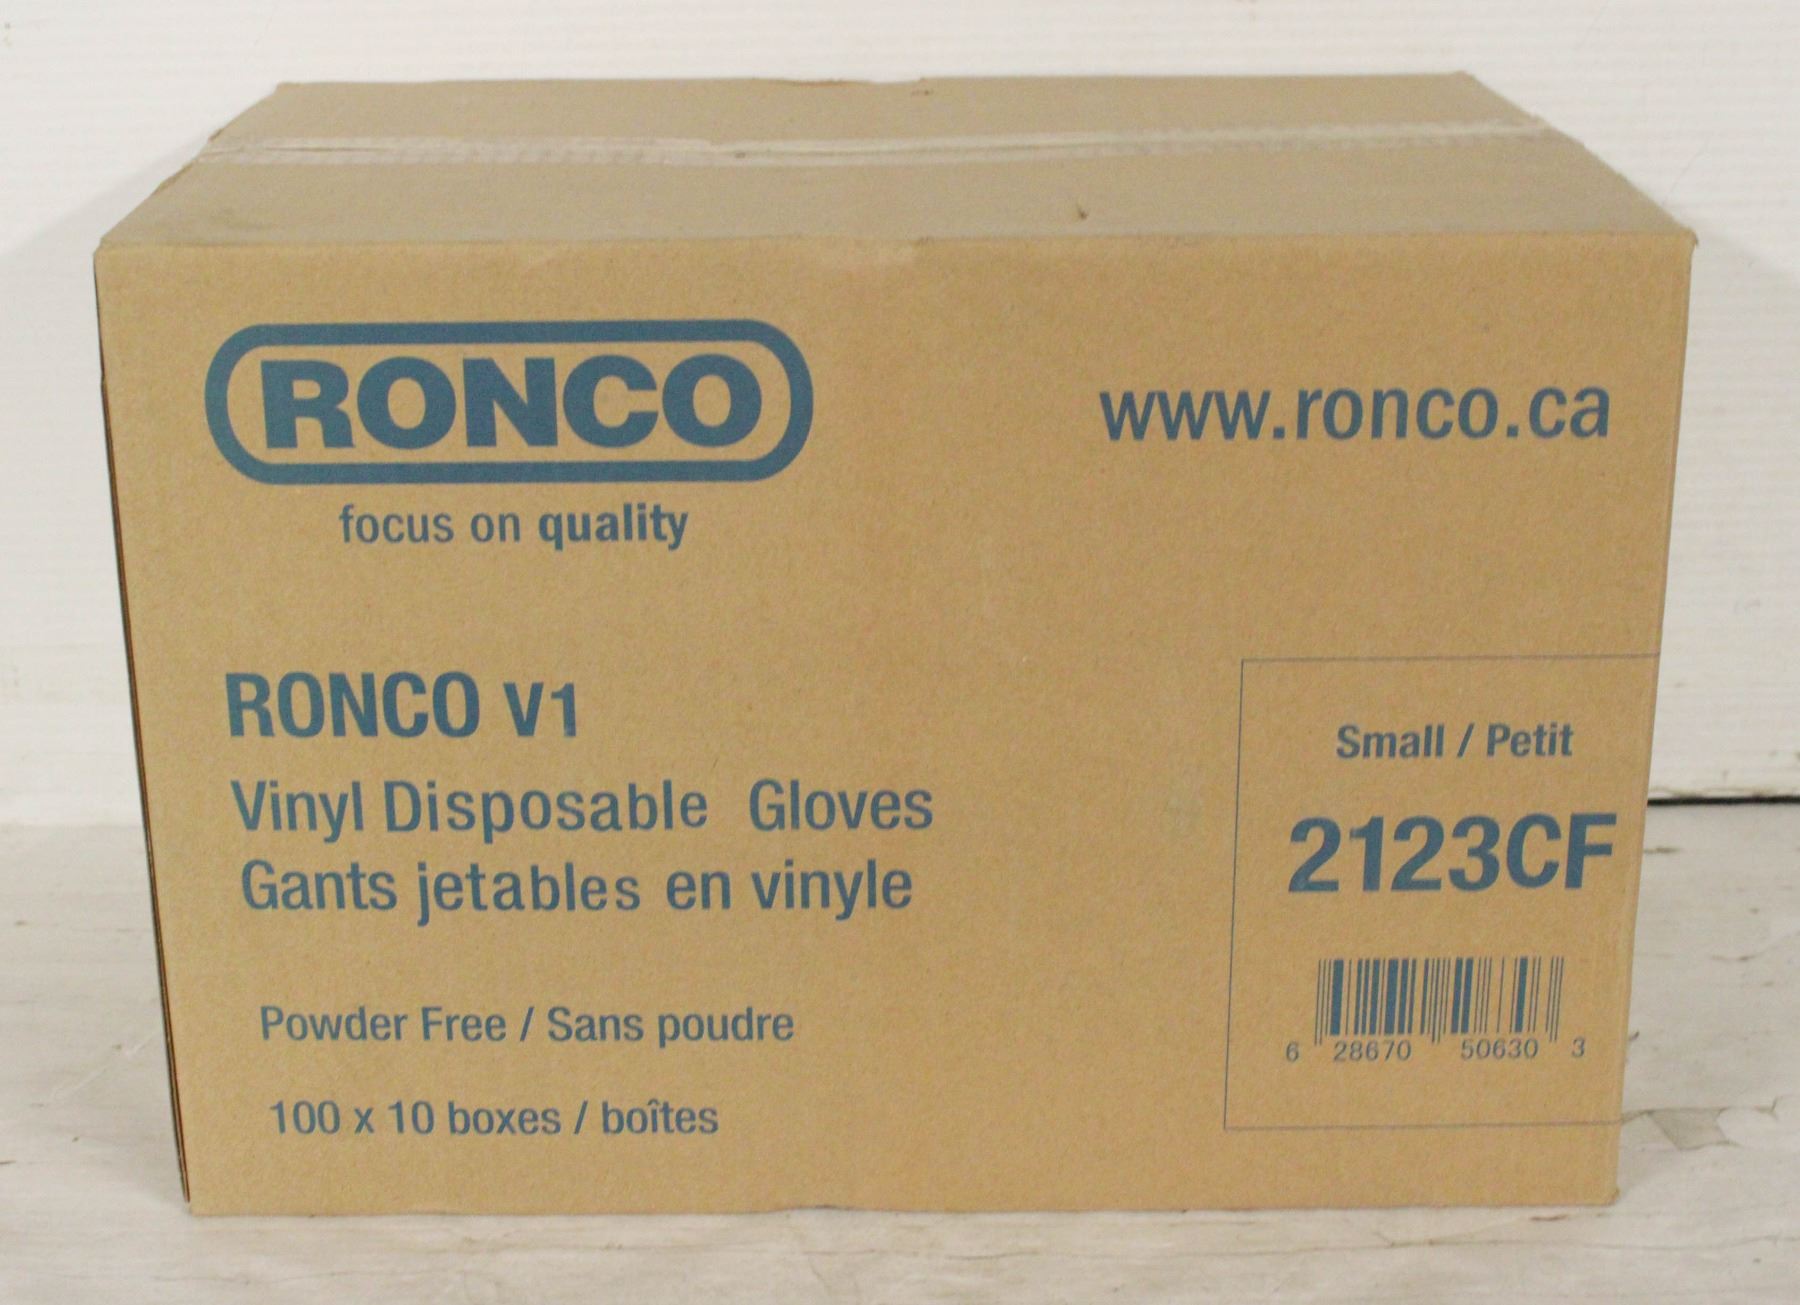 RONCO
focus on quality
www.ronco.ca
RONCO V1
Vinyl Disposable Gloves
Gants jetables en vinyle
Powder Free / Sans poudre
100 x 10 boxes / boîtes
Small / Petit
2123CF
6 28670 50630 3